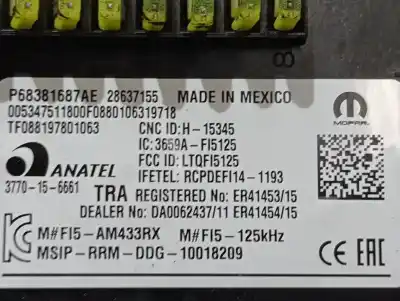 8
P68381687AE 28637155 MADE IN MEXICO
005347511800F0880106319718
TF088197801063
CNC ID:H-15345
IC:3659A-FI5125
FCC ID: LTQFI5125
IFETEL: RCPDEFI14-1193
MOPAR
ANATEL
3770-15-6661
TRA REGISTERED No: ER41453/15
DEALER No: DA0062437/11 ER41454/15
M#FI5-AM433RX M#FI5-125kHz
MSIP-RRM-DDG-10018209
CE EAC